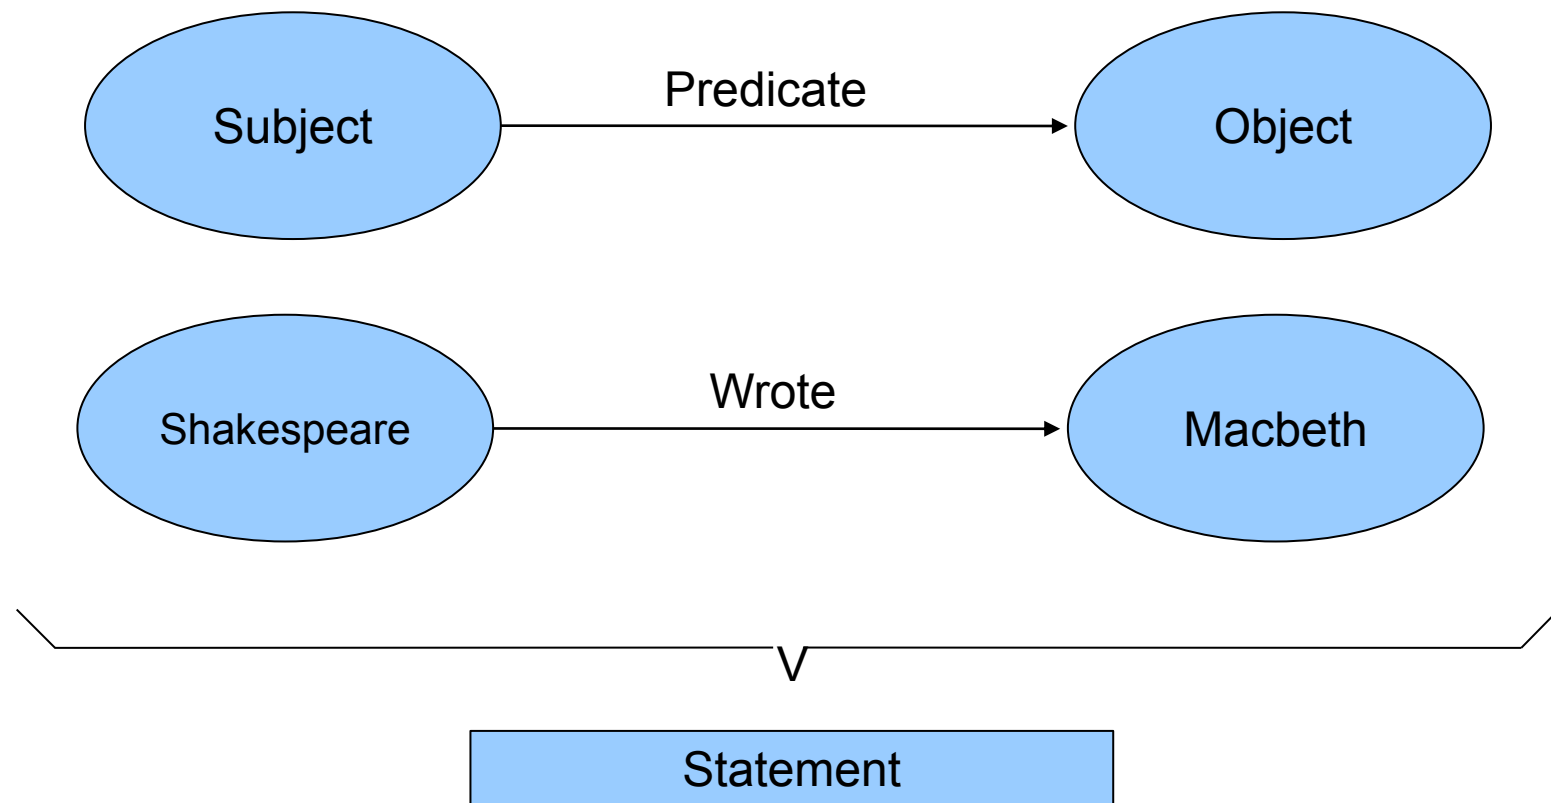 Predicate
Subject
Object
Wrote
Shakespeare
Macbeth
V
Statement